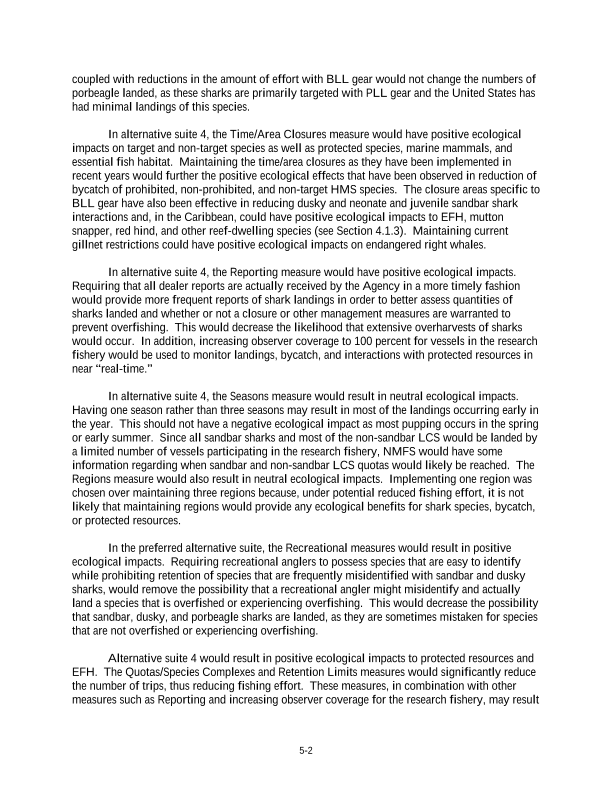 coupled with reductions in the amount of effort with BLL gear would not change the numbers of
porbeagle landed, as these sharks are primarily targeted with PLL gear and the United States has
had minimal landings of this species.
In alternative suite 4, the Time/Area Closures measure would have positive ecological
impacts on target and non-target species as well as protected species, marine mammals, and
essential fish habitat.  Maintaining the time/area closures as they have been implemented in
recent years would further the positive ecological effects that have been observed in reduction of
bycatch of prohibited, non-prohibited, and non-target HMS species.  The closure areas specific to
BLL gear have also been effective in reducing dusky and neonate and juvenile sandbar shark
interactions and, in the Caribbean, could have positive ecological impacts to EFH, mutton
snapper, red hind, and other reef-dwelling species (see Section 4.1.3).  Maintaining current
gillnet restrictions could have positive ecological impacts on endangered right whales.
In alternative suite 4, the Reporting measure would have positive ecological impacts.
Requiring that all dealer reports are actually received by the Agency in a more timely fashion
would provide more frequent reports of shark landings in order to better assess quantities of
sharks landed and whether or not a closure or other management measures are warranted to
prevent overfishing.  This would decrease the likelihood that extensive overharvests of sharks
would occur.  In addition, increasing observer coverage to 100 percent for vessels in the research
fishery would be used to monitor landings, bycatch, and interactions with protected resources in
near “real-time.”
In alternative suite 4, the Seasons measure would result in neutral ecological impacts.
Having one season rather than three seasons may result in most of the landings occurring early in
the year.  This should not have a negative ecological impact as most pupping occurs in the spring
or early summer.  Since all sandbar sharks and most of the non-sandbar LCS would be landed by
a limited number of vessels participating in the research fishery, NMFS would have some
information regarding when sandbar and non-sandbar LCS quotas would likely be reached.  The
Regions measure would also result in neutral ecological impacts.  Implementing one region was
chosen over maintaining three regions because, under potential reduced fishing effort, it is not
likely that maintaining regions would provide any ecological benefits for shark species, bycatch,
or protected resources.
In the preferred alternative suite, the Recreational measures would result in positive
ecological impacts.  Requiring recreational anglers to possess species that are easy to identify
while prohibiting retention of species that are frequently misidentified with sandbar and dusky
sharks, would remove the possibility that a recreational angler might misidentify and actually
land a species that is overfished or experiencing overfishing.  This would decrease the possibility
that sandbar, dusky, and porbeagle sharks are landed, as they are sometimes mistaken for species
that are not overfished or experiencing overfishing.
Alternative suite 4 would result in positive ecological impacts to protected resources and
EFH.  The Quotas/Species Complexes and Retention Limits measures would significantly reduce
the number of trips, thus reducing fishing effort.  These measures, in combination with other
measures such as Reporting and increasing observer coverage for the research fishery, may result
5-2